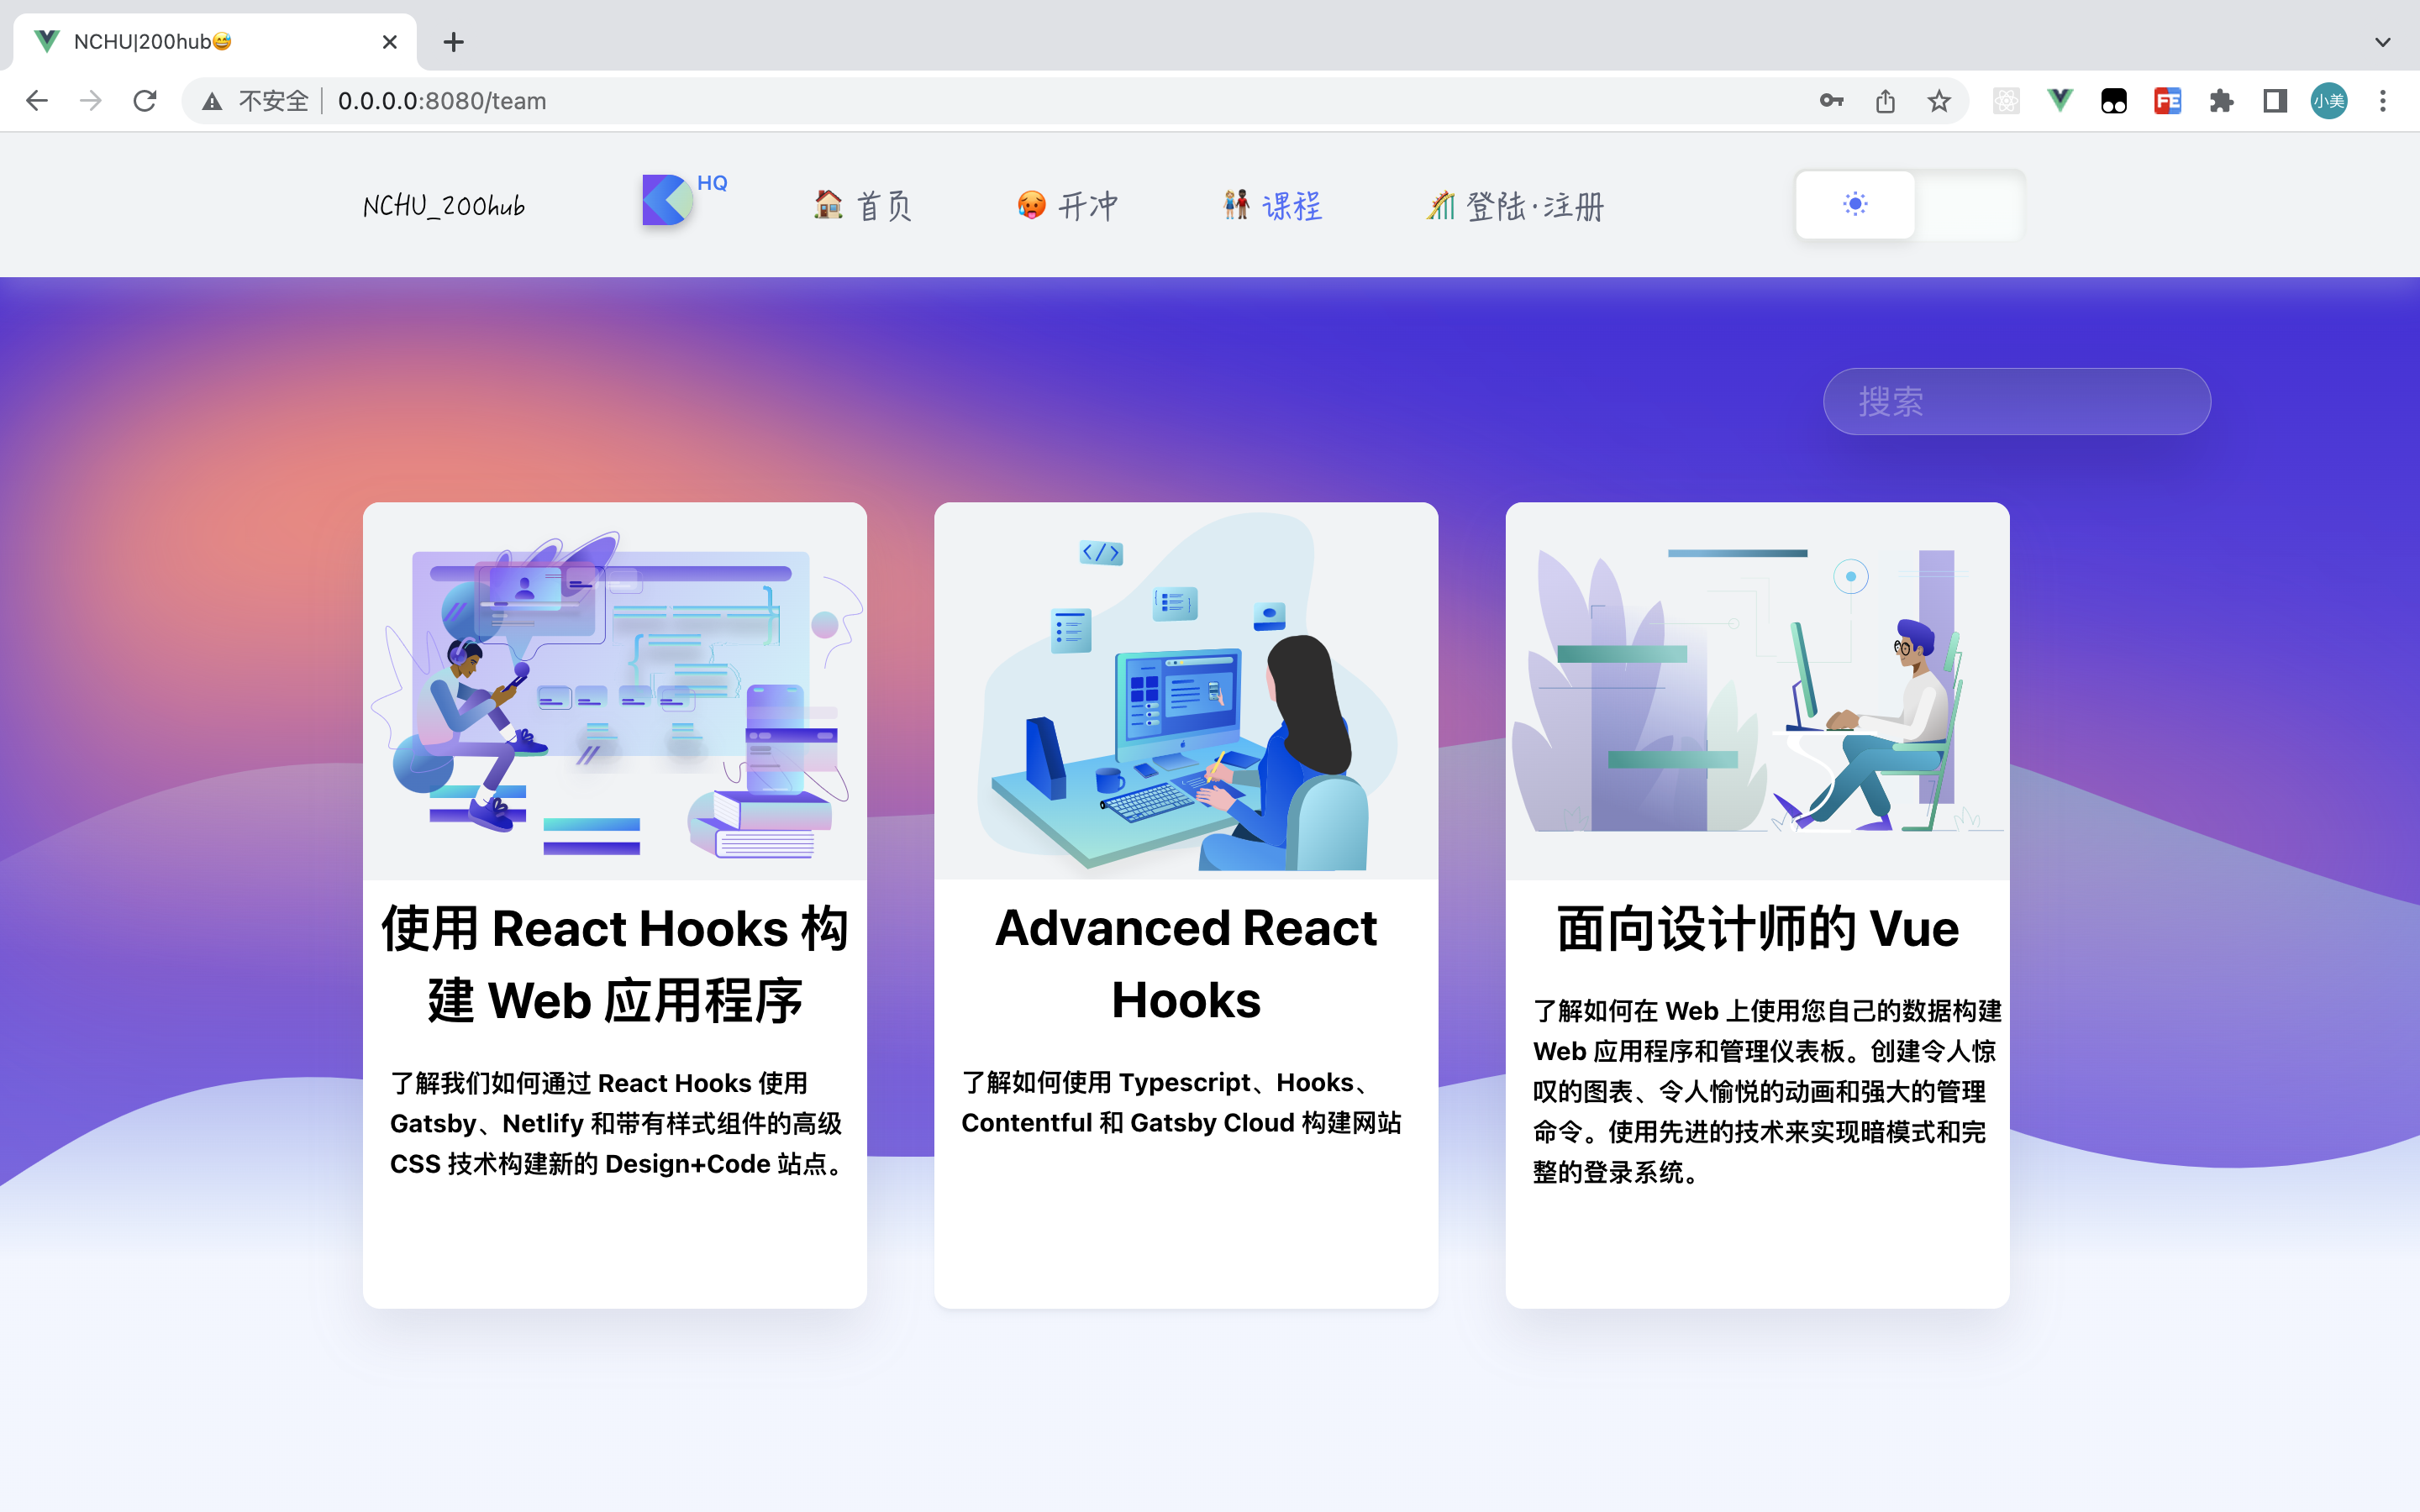 NCHU|200hub😅
不安全 0.0.0.0:8080/team
小美
NCHU_200hub
HQ
🏠 首页
🥵 开冲
👭 课程
🎢 登陆·注册
搜索
</>
使用 React Hooks 构
建 Web 应用程序
了解我们如何通过 React Hooks 使用
Gatsby、Netlify 和带有样式组件的高级
CSS 技术构建新的 Design+Code 站点。
Advanced React
Hooks
了解如何使用 Typescript、Hooks、
Contentful 和 Gatsby Cloud 构建网站
面向设计师的 Vue
了解如何在 Web 上使用您自己的数据构建
Web 应用程序和管理仪表板。创建令人惊
叹的图表、令人愉悦的动画和强大的管理
命令。使用先进的技术来实现暗模式和完
整的登录系统。